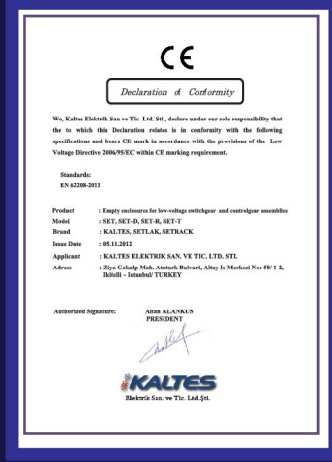 CE
Declaration of Conformity
We, Kaltes Elektrik San ve Tic Ltd. Sti., declare under our sole responsibility that
the to which this Declaration relates is in conformity with the following
specifications and bears CE mark in accordance with the provisions of the Low
Voltage Directive 2006/95/EC within CE marking requirement.
Standards:
EN 62208-2011
Product : Empty enclosures for low-voltage switchgear and controlgear assemblies
Model : SET, SET-D, SET-R, SET-T
Brand : KALTES, SETLAK, SETRACK
Issue Date : 05.11.2012
Applicant : KALTES ELEKTRIK SAN. VE TIC. LTD. STI.
Adress : Ziya Gokalp Mah. Ataturk Bulvari, Altay Is Merkezi No: 68/ 1 2,
Ikitelli – Istanbul/ TURKEY
Authorized Signature: Altan ALANKUS
PRESIDENT
KALTES
Elektrik San. ve Tic. Ltd.Şti.